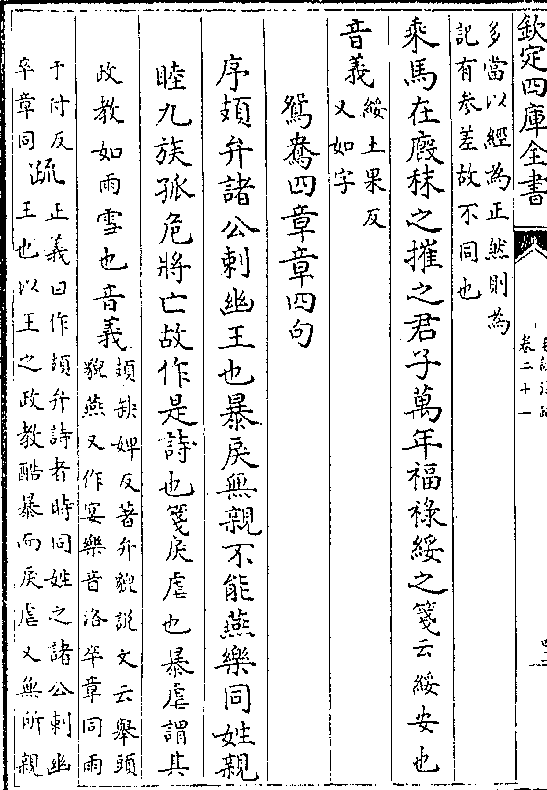 欽定四庫全書
卷二十一
多當以經為正然則為
記有參差故不同也
乘馬在廏秣之摧之君子萬年福祿綏之箋云綏安也
音義綏土果反
又如字
鴛鴦四章章四句
序頍弁諸公刺幽王也暴戾無親不能燕樂同姓親
睦九族孤危將亡故作是詩也箋戾虐也暴虐謂其
政教如雨雪也音義頍缺婢反著弁貌說文云舉頭
貌燕又作宴樂音洛卒章同雨
于付反
卒章同疏正義曰作頍弁詩者時同姓之諸公刺幽
王也以王之政教酷暴而戾虐又無所親